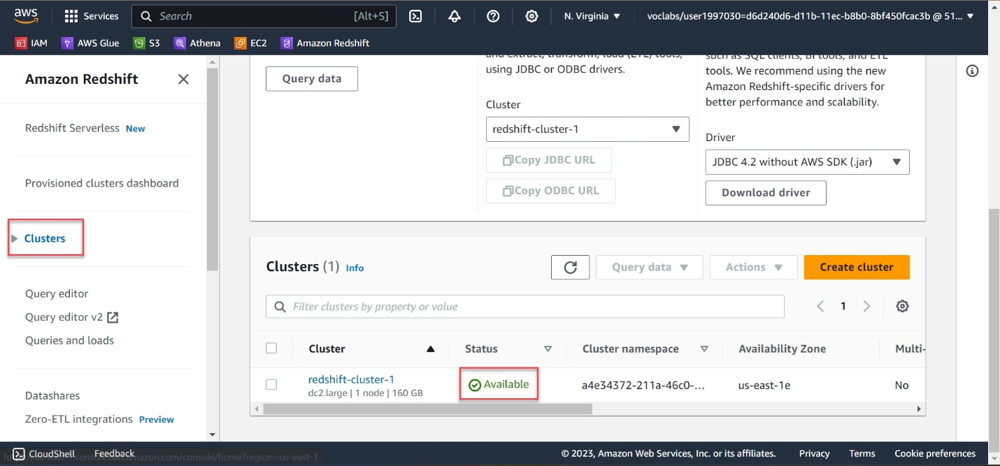 aws
Services
Search
[Alt+S]
N. Virginia
voclabs/user1997030=d6d240d6-d11b-11ec-b8b0-8bf450fcac3b @ 51...
IAM
AWS Glue
S3
Athena
EC2
Amazon Redshift
Amazon Redshift
Redshift Serverless New
Provisioned clusters dashboard
Clusters
Query editor
Query editor v2
Queries and loads
Datashares
Zero-ETL integrations Preview
Query data
and extract, transform, load (ETL) tools,
using JDBC or ODBC drivers.
Cluster
redshift-cluster-1
Copy JDBC URL
Copy ODBC URL
such as SQL clients, BI tools, and ETL
tools. We recommend using the new
Amazon Redshift-specific drivers for
better performance and scalability.
Driver
JDBC 4.2 without AWS SDK (.jar)
Download driver
Clusters (1) Info
Query data
Actions
Create cluster
Filter clusters by property or value
1
Cluster
Status
Cluster namespace
Availability Zone
Multi-
redshift-cluster-1
dc2.large | 1 node | 160 GB
Available
a4e34372-211a-46c0-...
us-east-1e
No
CloudShell
Feedback
https://us-east-1.console.aws.amazon.com/console/home?region=us-east-1
© 2023, Amazon Web Services, Inc. or its affiliates.
Privacy
Terms
Cookie preferences